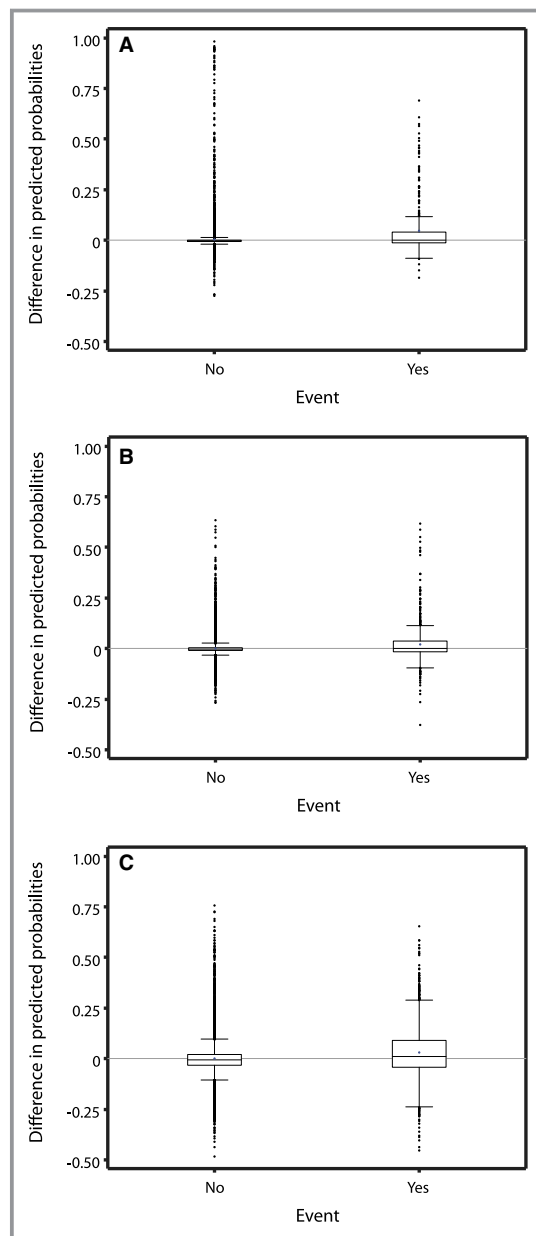 A
Difference in predicted probabilities
1.00
0.75
0.50
0.25
0
-0.25
-0.50
No
Yes
Event
B
Difference in predicted probabilities
1.00
0.75
0.50
0.25
0
-0.25
-0.50
No
Yes
Event
C
Difference in predicted probabilities
1.00
0.75
0.50
0.25
0
-0.25
-0.50
No
Yes
Event